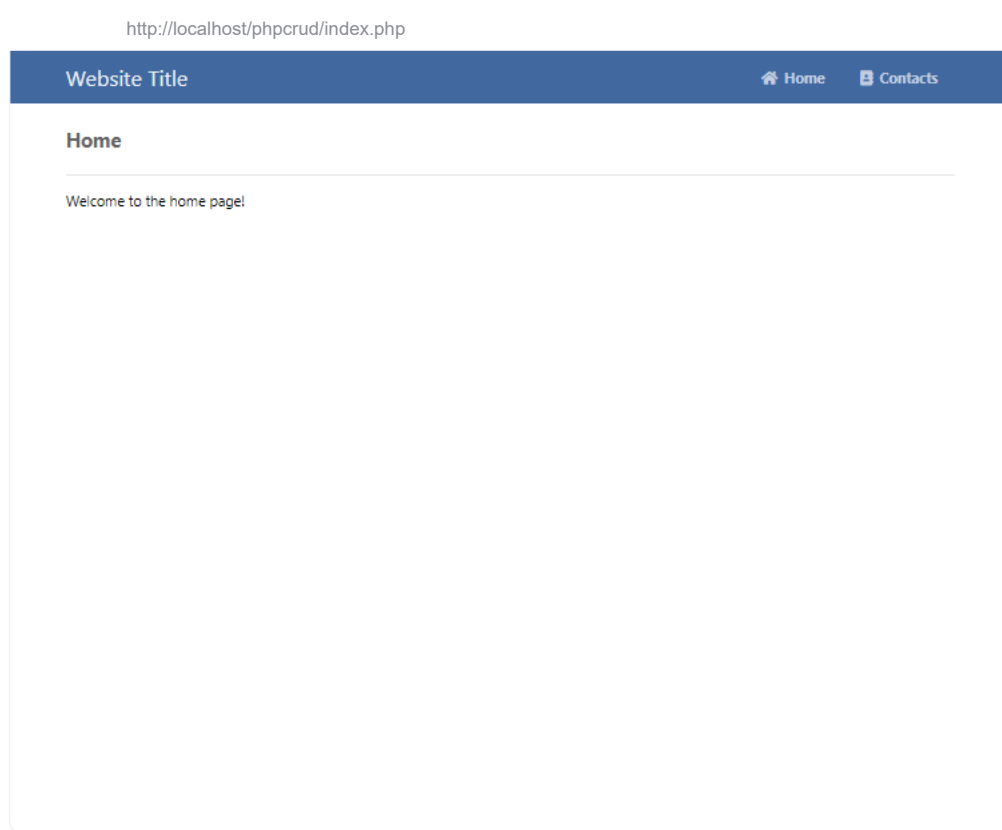 http://localhost/phpcrud/index.php
Website Title Home Contacts
Home
Welcome to the home page!